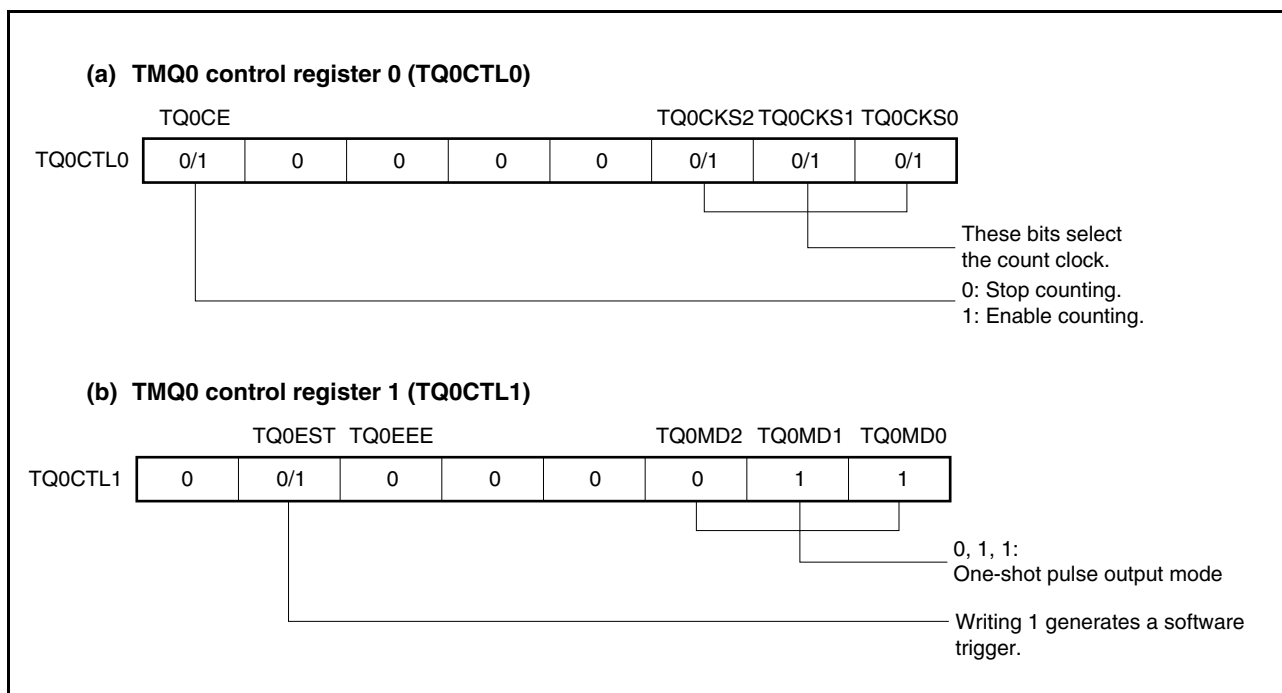 (a) TMQ0 control register 0 (TQ0CTL0)
TQ0CE TQ0CKS2 TQ0CKS1 TQ0CKS0
TQ0CTL0 0/1 0 0 0 0 0/1 0/1 0/1
These bits select
the count clock.
0: Stop counting.
1: Enable counting.
(b) TMQ0 control register 1 (TQ0CTL1)
TQ0EST TQ0EEE TQ0MD2 TQ0MD1 TQ0MD0
TQ0CTL1 0 0/1 0 0 0 0 1 1
0, 1, 1:
One-shot pulse output mode
Writing 1 generates a software
trigger.